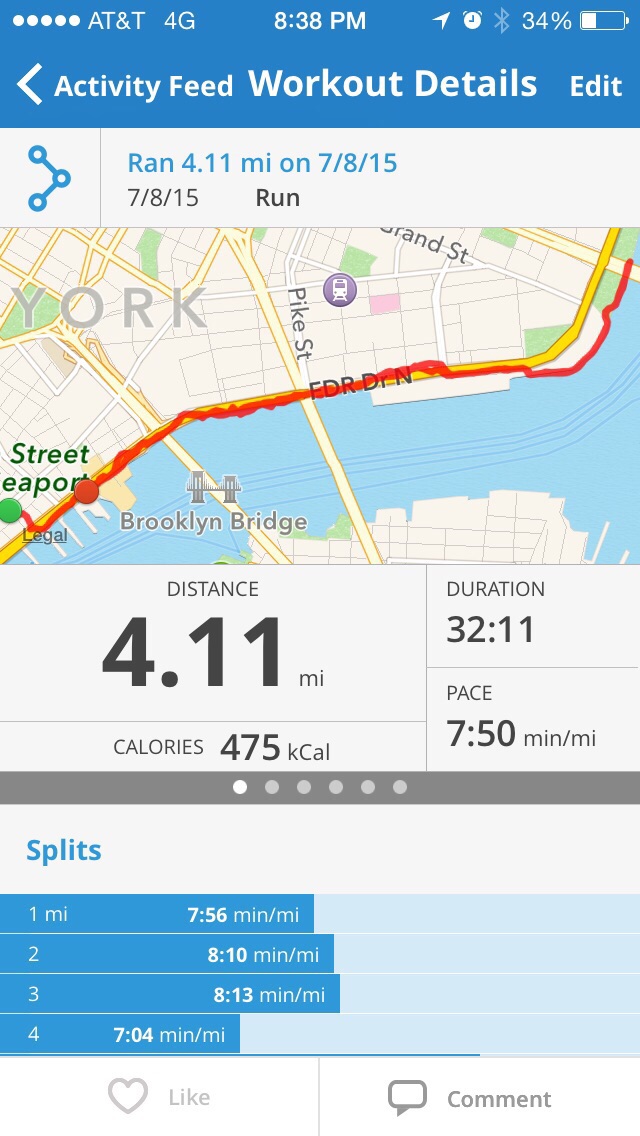 AT&T 4G 8:38 PM 34%
Activity Feed Workout Details Edit
Ran 4.11 mi on 7/8/15
7/8/15 Run
Grand St
YORK
Pike St
FDR Dr N
Street
eaport
Brooklyn Bridge
Legal
DISTANCE
4.11 mi
DURATION
32:11
PACE
7:50 min/mi
CALORIES 475 kCal
Splits
1 mi 7:56 min/mi
2 8:10 min/mi
3 8:13 min/mi
4 7:04 min/mi
Like Comment